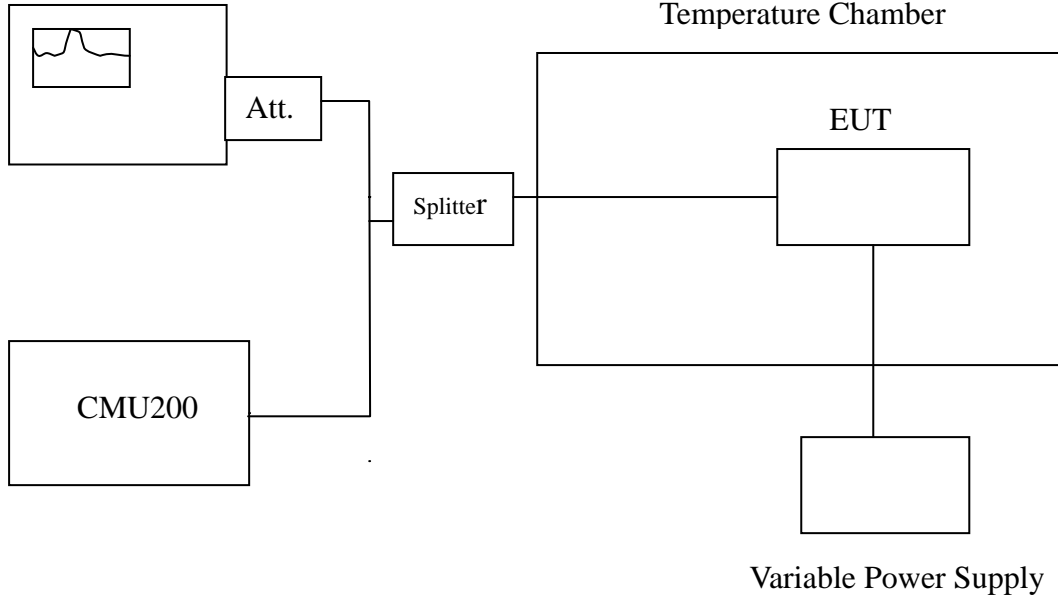 Temperature Chamber
Att.
EUT
Splitter
CMU200
Variable Power Supply